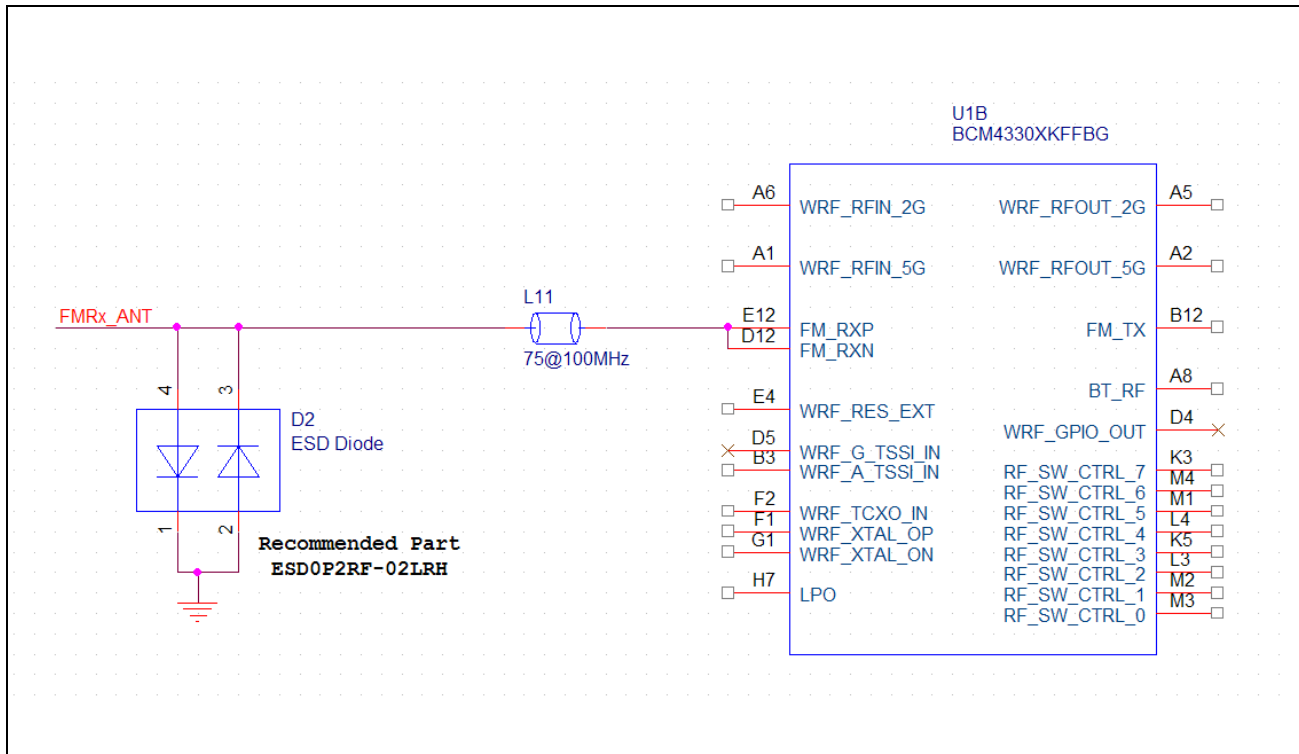 U1B
BCM4330XKFFBG
A6
WRF_RFIN_2G
WRF_RFOUT_2G
A5
A1
WRF_RFIN_5G
WRF_RFOUT_5G
A2
FMRx_ANT
L11
75@100MHz
E12
FM_RXP
D12
FM_RXN
FM_TX
B12
BT_RF
A8
E4
WRF_RES_EXT
WRF_GPIO_OUT
D4
D5
WRF_G_TSSI_IN
B3
WRF_A_TSSI_IN
F2
WRF_TCXO_IN
F1
WRF_XTAL_OP
G1
WRF_XTAL_ON
H7
LPO
RF_SW_CTRL_7
K3
RF_SW_CTRL_6
M4
RF_SW_CTRL_5
M1
RF_SW_CTRL_4
L4
RF_SW_CTRL_3
K5
RF_SW_CTRL_2
L3
RF_SW_CTRL_1
M2
RF_SW_CTRL_0
M3
4
3
D2
ESD Diode
1
2
Recommended Part
ESD0P2RF-02LRH